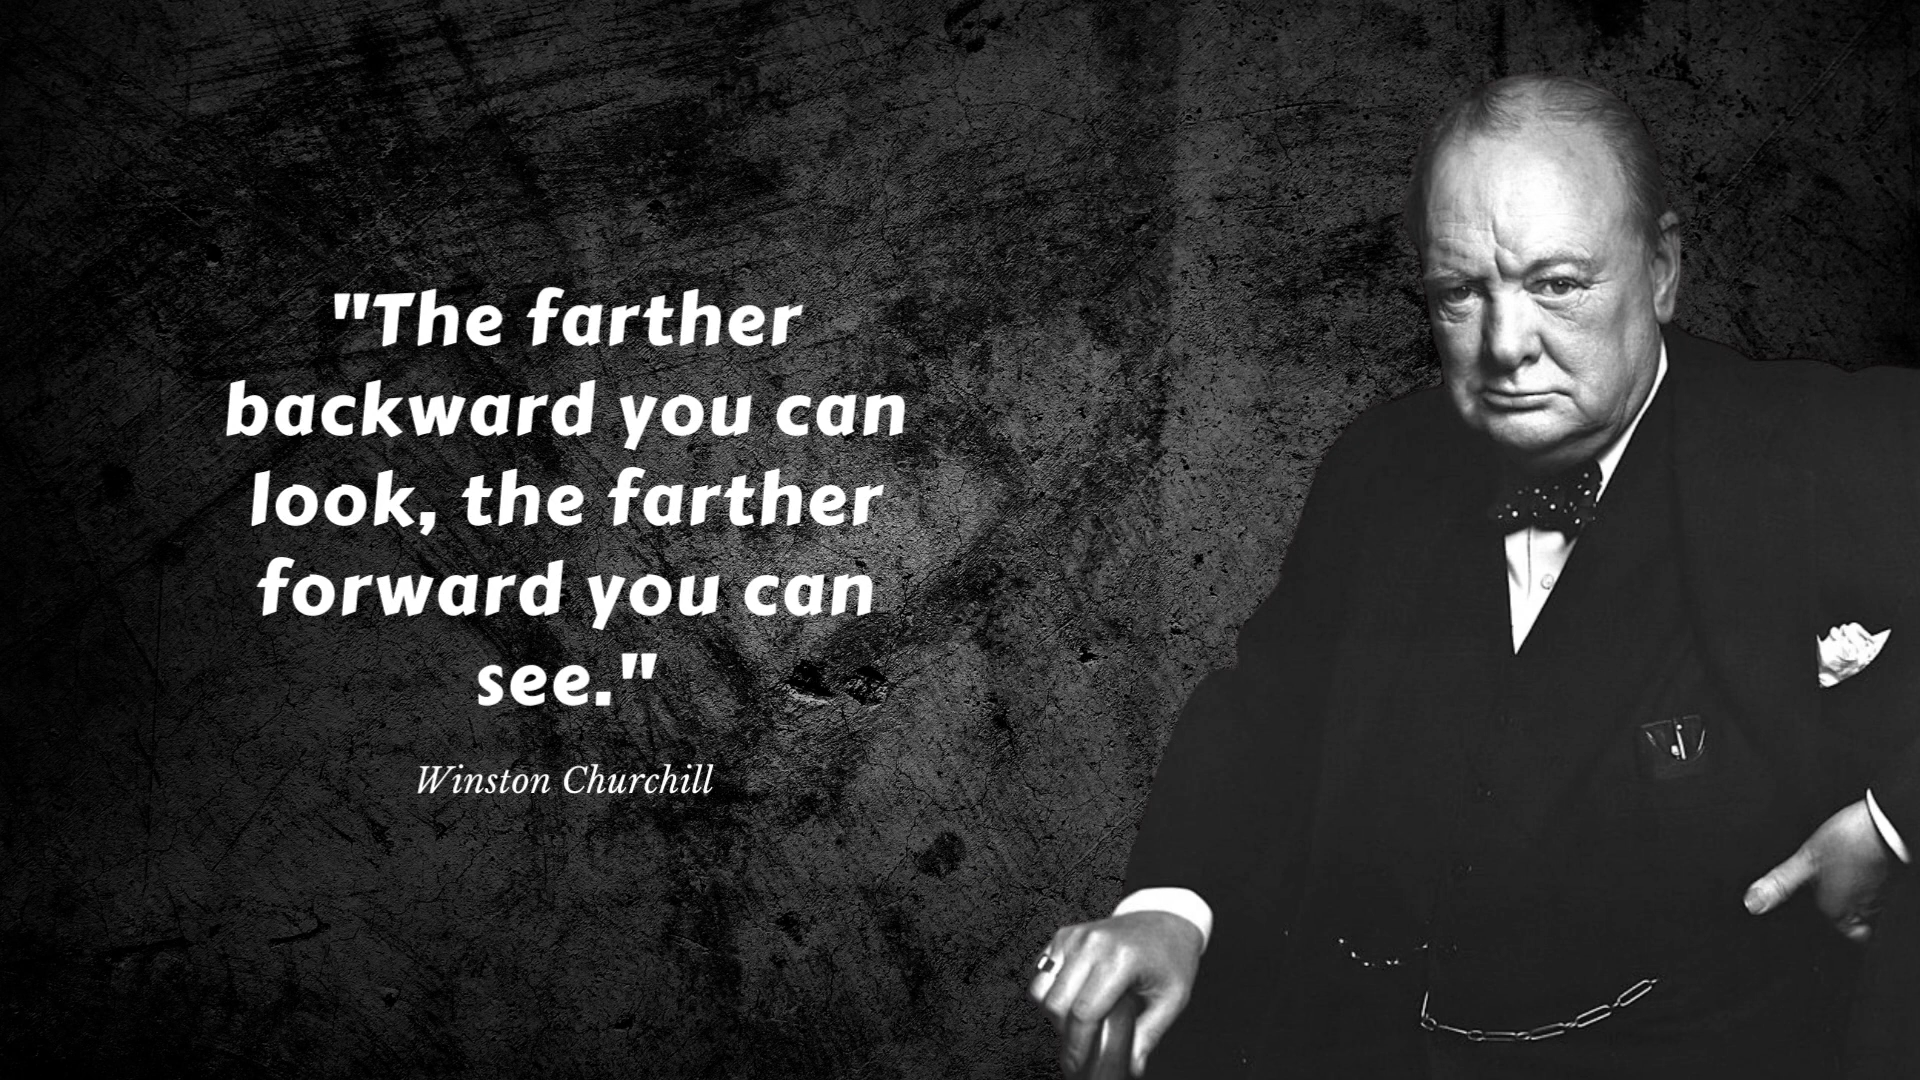 "The farther
backward you can
look, the farther
forward you can
see."
Winston Churchill